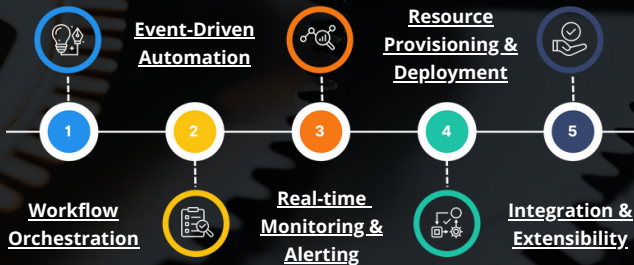 1
Workflow
Orchestration
2
Event-Driven
Automation
3
Real-time
Monitoring &
Alerting
4
Resource
Provisioning &
Deployment
5
Integration &
Extensibility